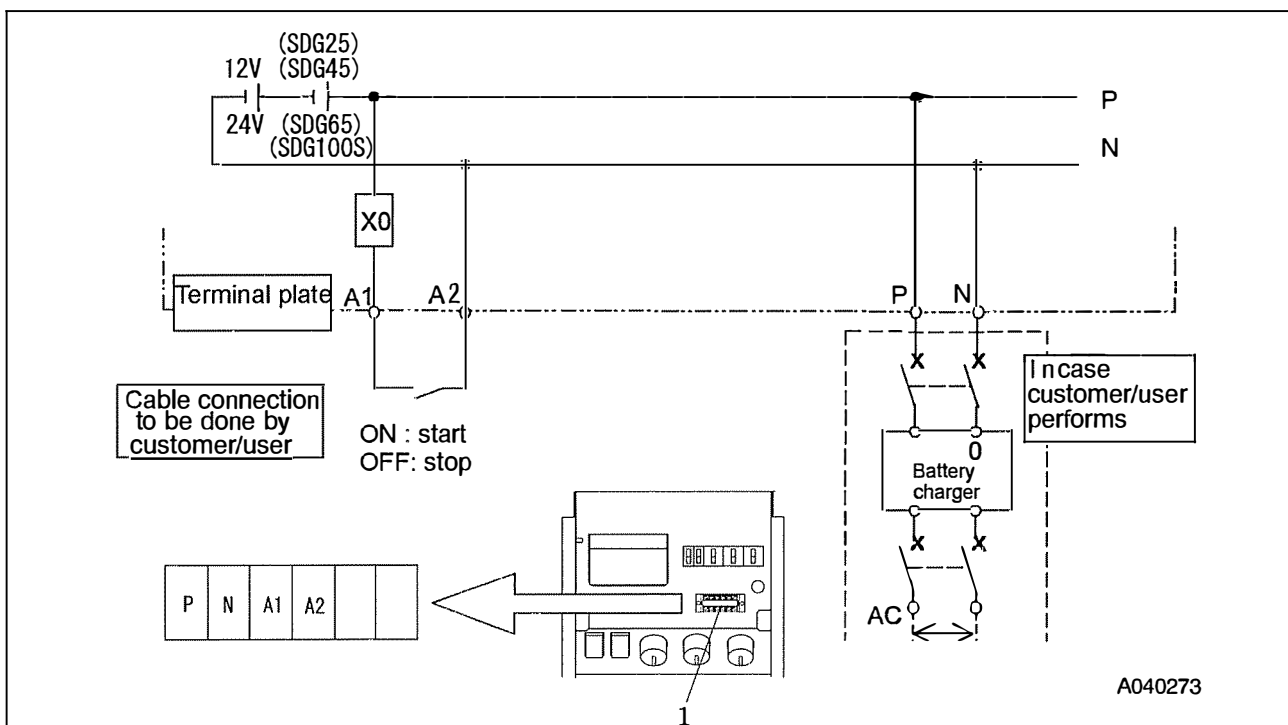 (SDG25)
12V (SDG45)
24V (SDG65)
(SDG100S)
P
N
X0
Terminal plate
A1
A2
P
N
Cable connection
to be done by
customer/user
ON : start
OFF: stop
X X
In case
customer/user
performs
0
Battery
charger
X X
AC
P N A1 A2
1
A040273